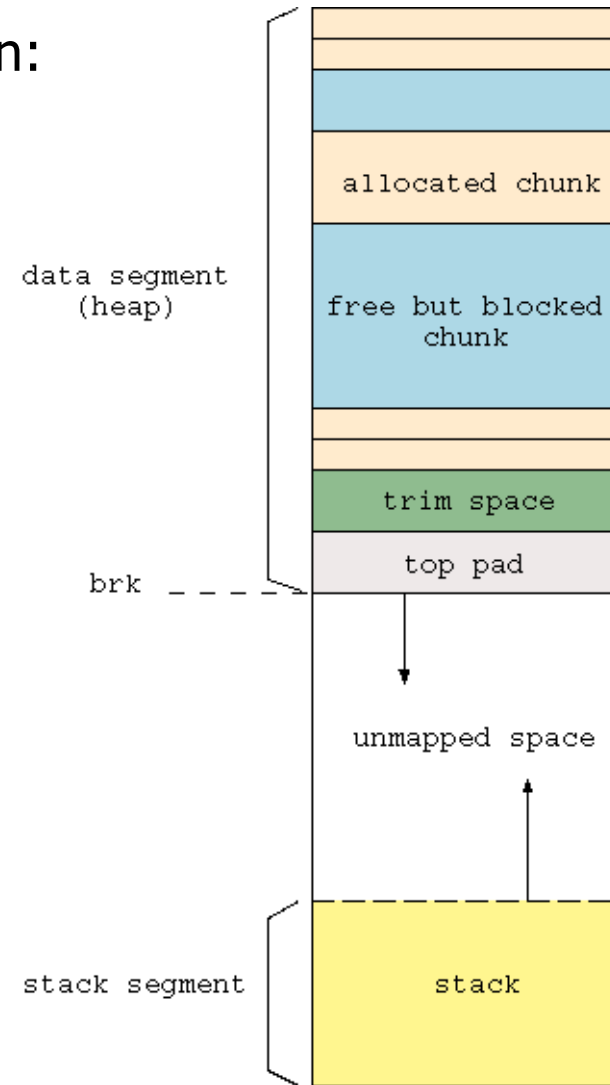 n:
allocated chunk
data segment
(heap)
free but blocked
chunk
trim space
top pad
brk
unmapped space
stack segment
stack